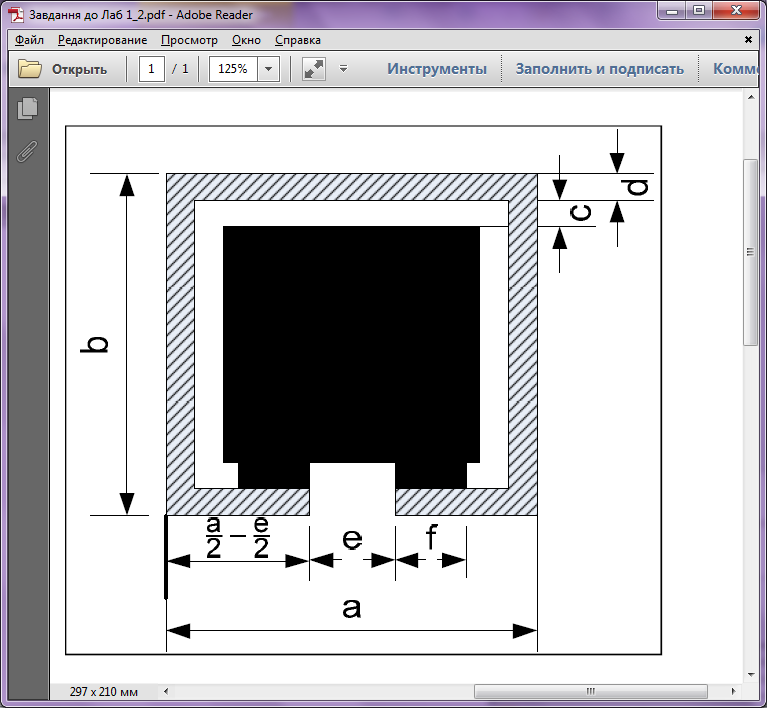 Завдання до Лаб 1_2.pdf - Adobe Reader
Файл Редактирование Просмотр Окно Справка
Открыть 1 / 1 125% Инструменты Заполнить и подписать Комме
d
c
b
a/2 − e/2 e f
a
297 x 210 мм